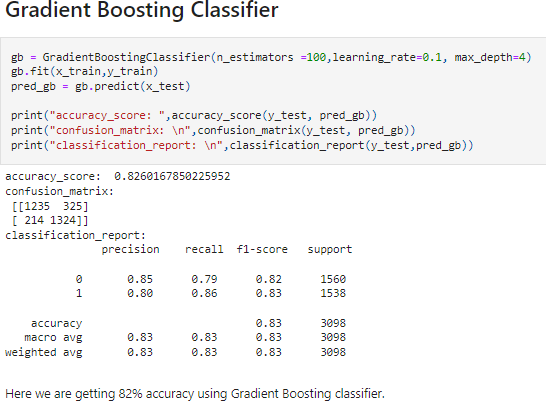 Gradient Boosting Classifier
gb = GradientBoostingClassifier(n_estimators =100,learning_rate=0.1, max_depth=4)
gb.fit(x_train,y_train)
pred_gb = gb.predict(x_test)
print("accuracy_score: ",accuracy_score(y_test, pred_gb))
print("confusion_matrix: \n",confusion_matrix(y_test, pred_gb))
print("classification_report: \n",classification_report(y_test,pred_gb))
accuracy_score:  0.8260167850225952
confusion_matrix:
[[1235  325]
[ 214 1324]]
classification_report:
precision    recall  f1-score   support
0       0.85      0.79      0.82      1560
1       0.80      0.86      0.83      1538
accuracy                           0.83      3098
macro avg       0.83      0.83      0.83      3098
weighted avg       0.83      0.83      0.83      3098
Here we are getting 82% accuracy using Gradient Boosting classifier.